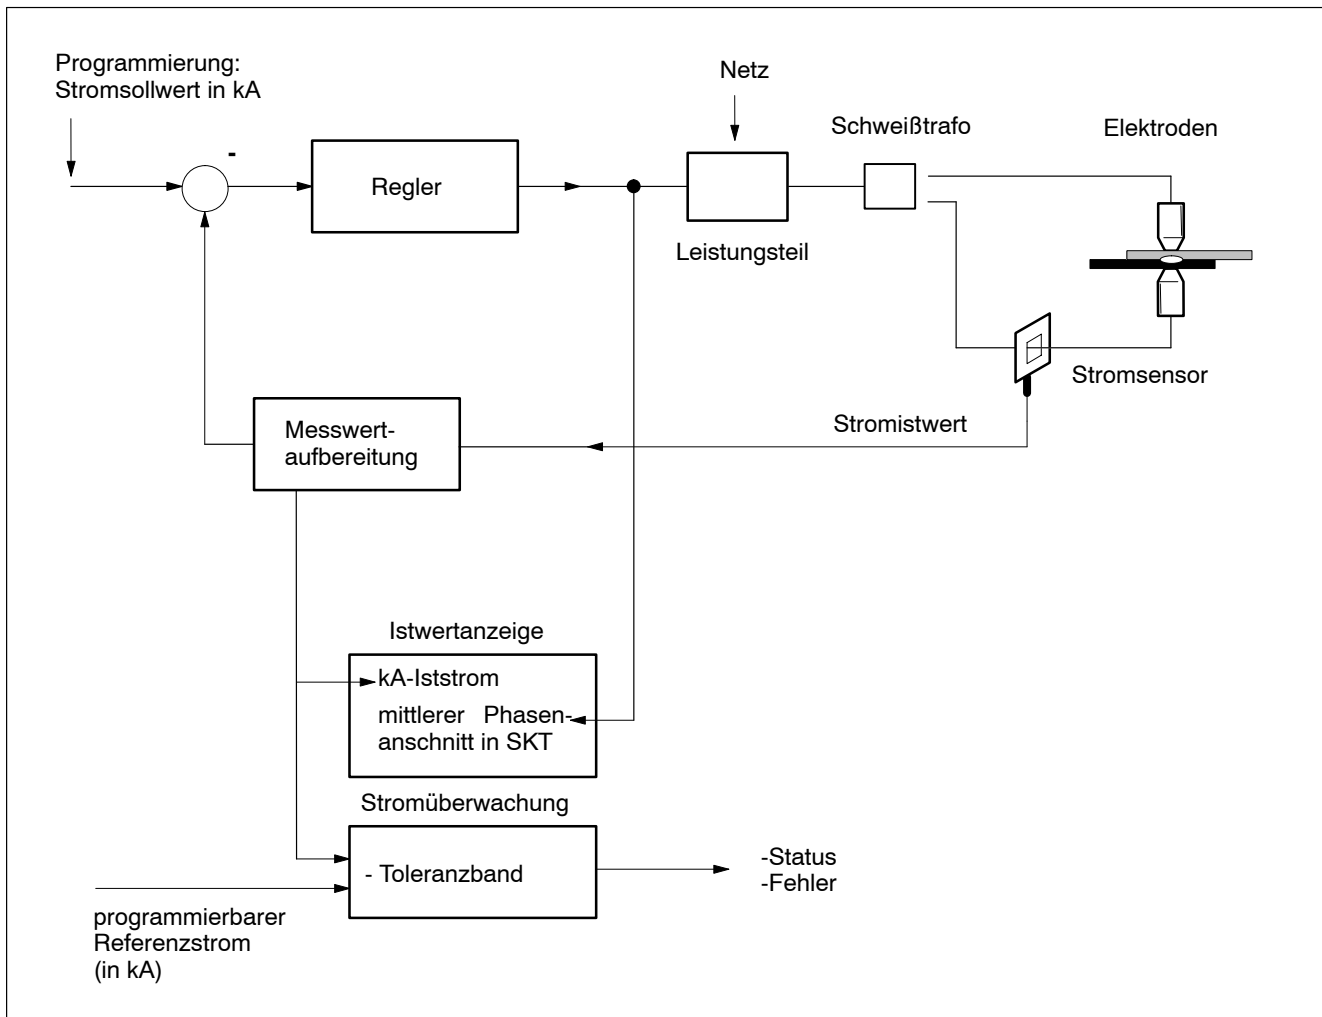 Programmierung:
Stromsollwert in kA
Netz
Schweißtrafo
Elektroden
-
Regler
Leistungsteil
Stromsensor
Messwert-
aufbereitung
Stromistwert
Istwertanzeige
kA-Iststrom
mittlerer Phasen-
anschnitt in SKT
Stromüberwachung
- Toleranzband
-Status
-Fehler
programmierbarer
Referenzstrom
(in kA)